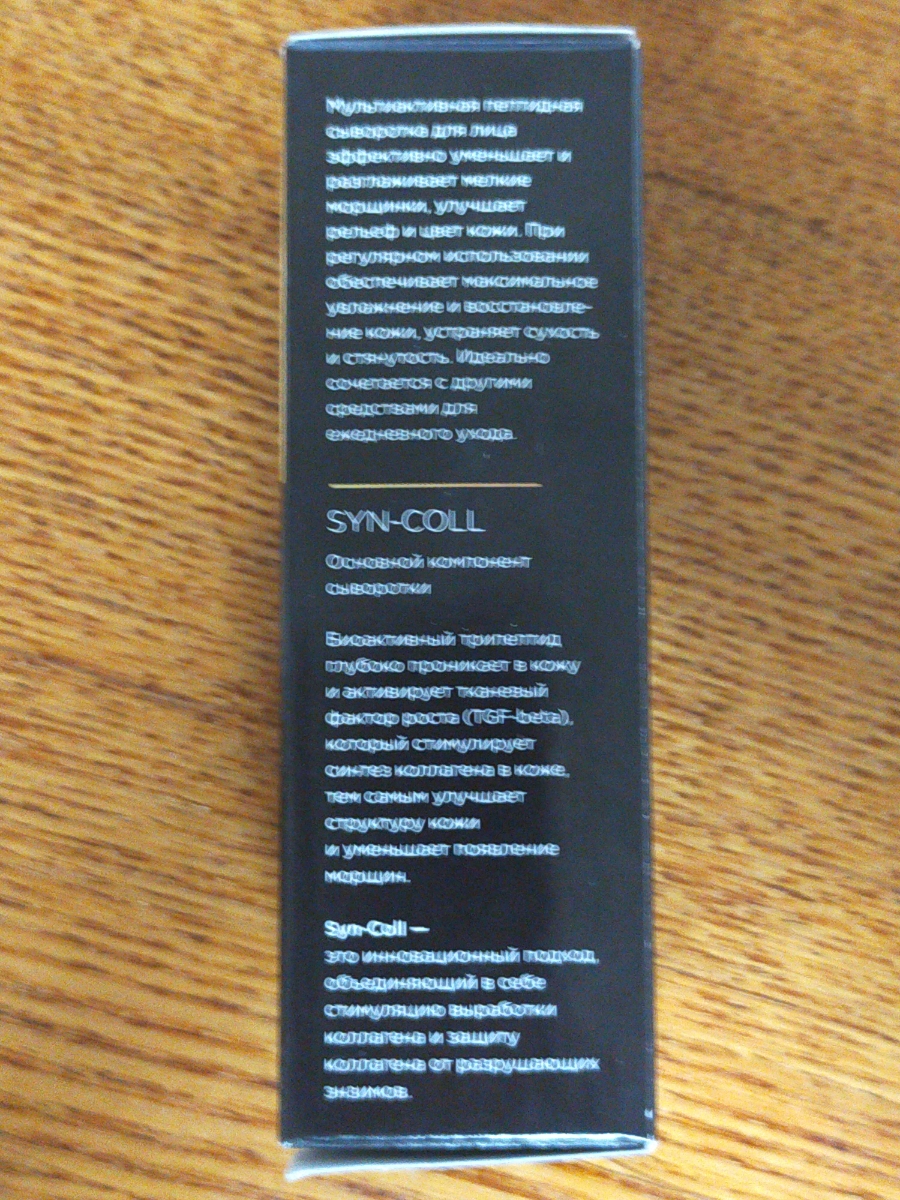 Мультиактивная пептидная
сыворотка для лица
эффективно уменьшает и
разглаживает мелкие
морщинки, улучшает
рельеф и цвет кожи. При
регулярном использовании
обеспечивает максимальное
увлажнение и восстановле-
ние кожи, устраняет сухость
и стянутость. Идеально
сочетается с другими
средствами для
ежедневного ухода.
SYN-COLL
Основной компонент
сыворотки
Биоактивный трипептид
глубоко проникает в кожу
и активирует тканевый
фактор роста (TGF-beta),
который стимулирует
синтез коллагена в коже,
тем самым улучшает
структуру кожи
и уменьшает появление
морщин.
Syn-Coll —
это инновационный подход,
объединяющий в себе
стимуляцию выработки
коллагена и защиту
коллагена от разрушающих
энзимов.